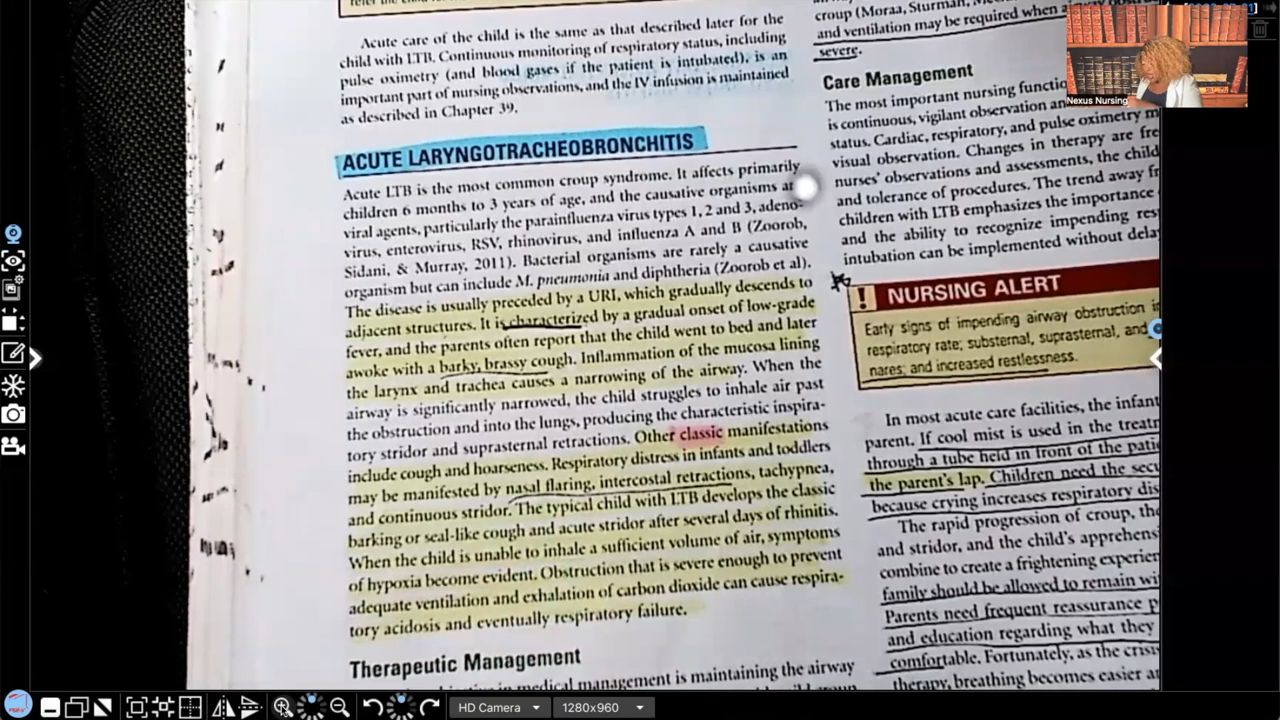 Acute care of the child is the same as that described later for the
child with LTB. Continuous monitoring of respiratory status, including
pulse oximetry (and blood gases if the patient is intubated), is an
important part of nursing observations, and the IV infusion is maintained
as described in Chapter 39.
ACUTE LARYNGOTRACHEOBRONCHITIS
Acute LTB is the most common croup syndrome. It affects primarily
children 6 months to 3 years of age, and the causative organisms
viral agents, particularly the parainfluenza virus types 1, 2 and 3, adeno-
virus, enterovirus, RSV, rhinovirus, and influenza A and B (Zoorob,
Sidani, & Murray, 2011). Bacterial organisms are rarely a causative
organism but can include M. pneumonia and diphtheria (Zoorob et al).
The disease is usually preceded by a URI, which gradually descends to
adjacent structures. It is characterized by a gradual onset of low-grade
fever, and the parents often report that the child went to bed and later
awoke with a barky, brassy cough. Inflammation of the mucosa lining
the larynx and trachea causes a narrowing of the airway. When the
airway is significantly narrowed, the child struggles to inhale air past
the obstruction and into the lungs, producing the characteristic inspira-
tory stridor and suprasternal retractions. Other classic manifestations
include cough and hoarseness. Respiratory distress in infants and toddlers
may be manifested by nasal flaring, intercostal retractions, tachypnea,
and continuous stridor. The typical child with LTB develops the classic
barking or seal-like cough and acute stridor after several days of rhinitis.
When the child is unable to inhale a sufficient volume of air, symptoms
of hypoxia become evident. Obstruction that is severe enough to prevent
adequate ventilation and exhalation of carbon dioxide can cause respira-
tory acidosis and eventually respiratory failure.
Therapeutic Management
in medical management is maintaining the airway
croup (Moraa, Sturman,
and ventilation may be required when
severe.
Care Management
The most important nursing
is continuous, vigilant observation
status. Cardiac, respiratory, and pulse oximetry
visual observation. Changes in therapy are
nurses' observations and assessments, the child
and tolerance of procedures. The trend away
children with LTB emphasizes the importance
and the ability to recognize impending
intubation can be implemented without
! NURSING ALERT
Early signs of impending airway obstruction
respiratory rate; substernal, suprasternal, and
nares; and increased restlessness.
In most acute care facilities, the infant
parent. If cool mist is used in the
through a tube held in front of the
the parent's lap. Children need the
because crying increases respiratory
The rapid progression of croup, the
and stridor, and the child's
combine to create a frightening
family should be allowed to remain
Parents need frequent reassurance
and education regarding what they
comfortable. Fortunately, as the
therapy, breathing becomes easier
Nexus Nursing
HD Camera
1280x960